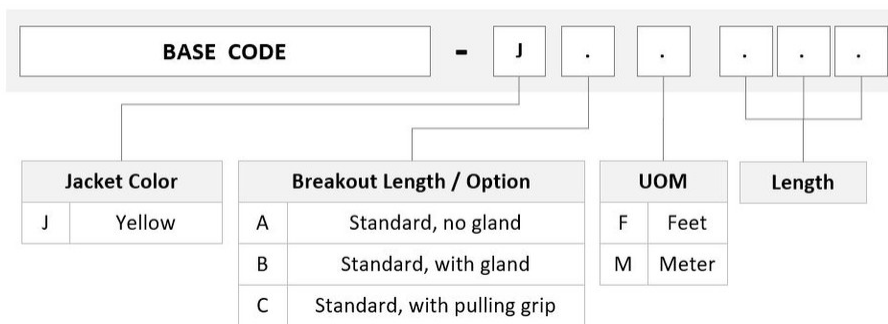 BASE CODE - J . . . . .
Jacket Color
J Yellow
Breakout Length / Option
A Standard, no gland
B Standard, with gland
C Standard, with pulling grip
UOM
F Feet
M Meter
Length